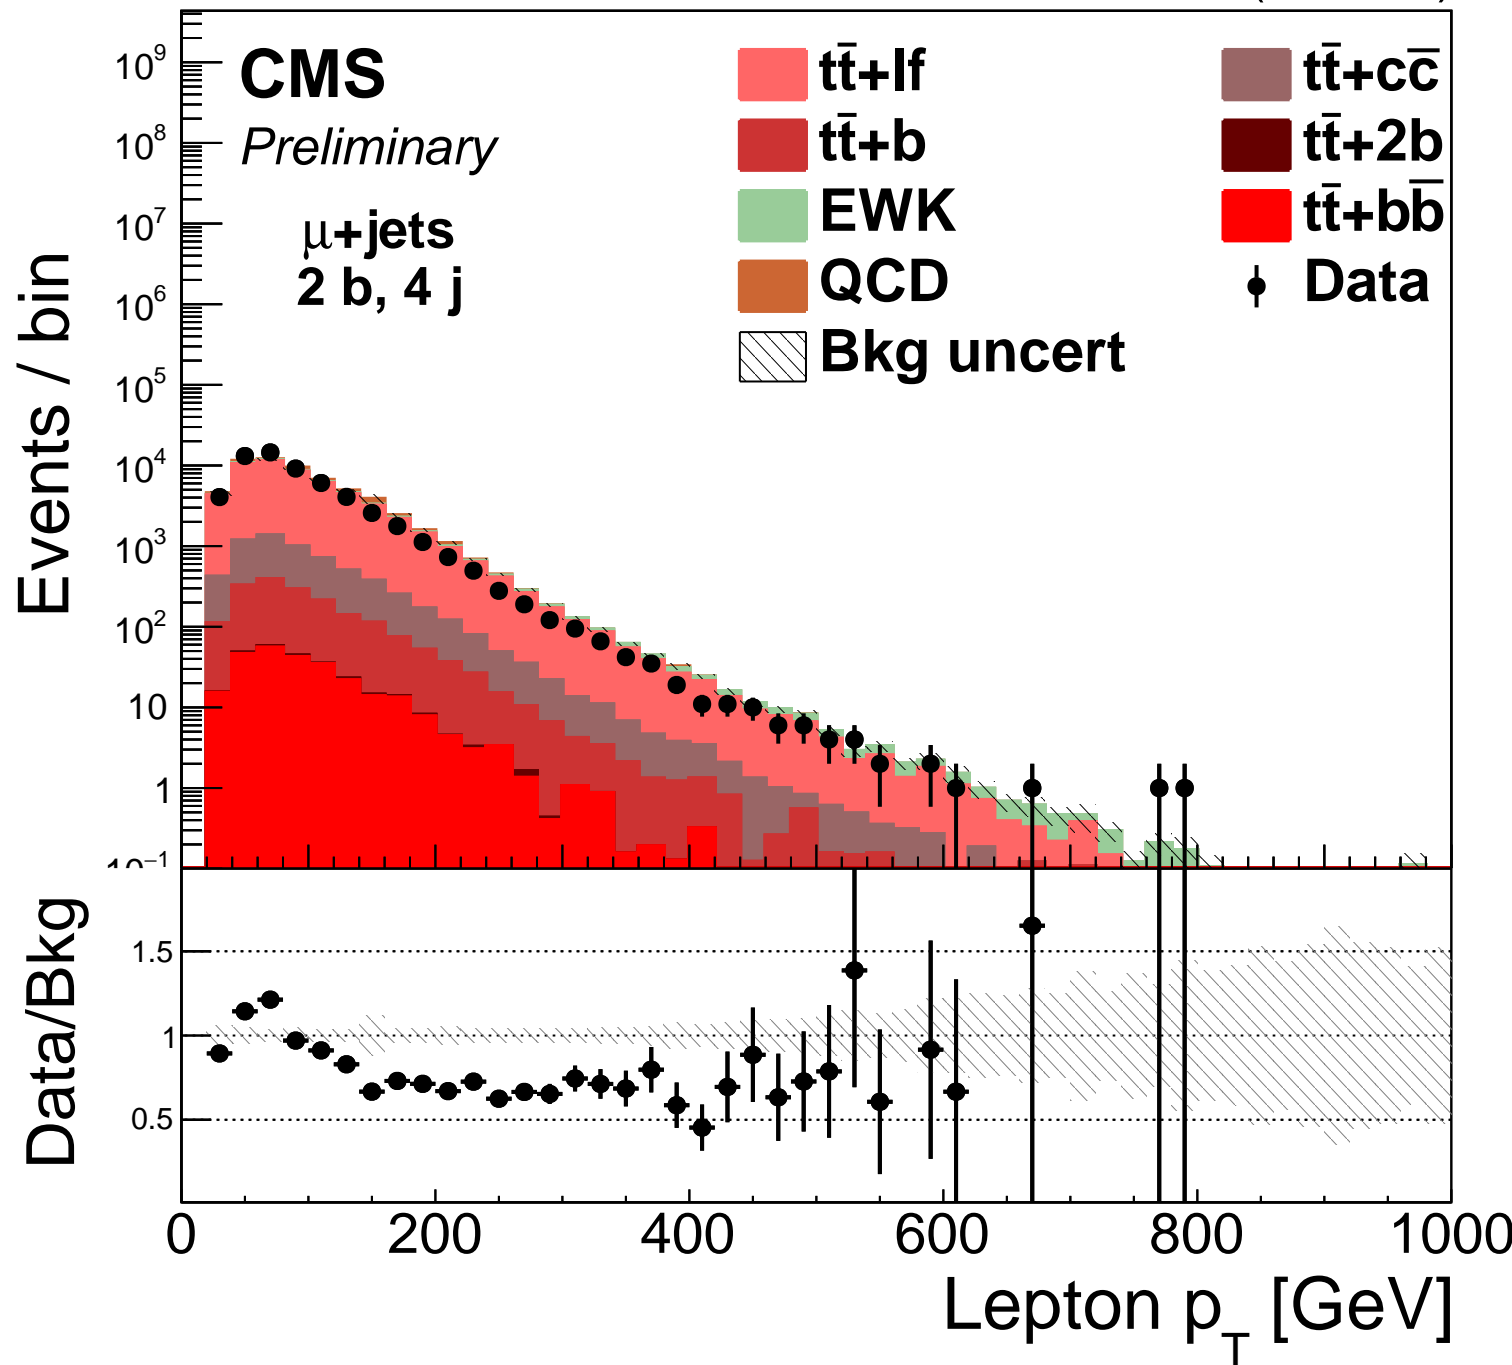 CMS
Preliminary
μ+jets
2 b, 4 j
tt̄+lf
tt̄+b
EWK
QCD
Bkg uncert
tt̄+cc̄
tt̄+2b
tt̄+bb̄
Data
Events / bin
10⁹
10⁸
10⁷
10⁶
10⁵
10⁴
10³
10²
10
1
10⁻¹
Data/Bkg
1.5
1
0.5
0 200 400 600 800 1000
Lepton p_T [GeV]